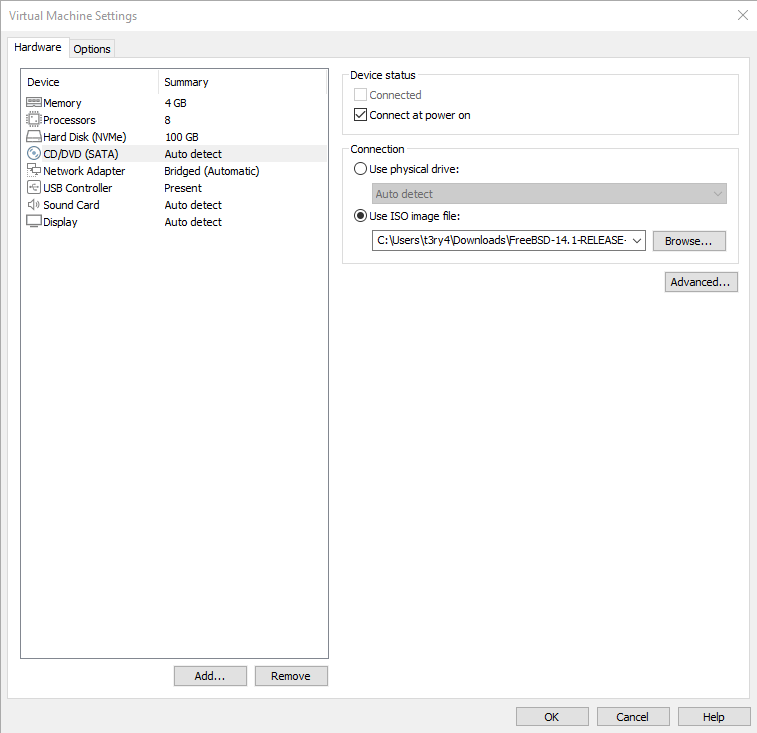 Virtual Machine Settings
Hardware Options
Device Summary
Memory 4 GB
Processors 8
Hard Disk (NVMe) 100 GB
CD/DVD (SATA) Auto detect
Network Adapter Bridged (Automatic)
USB Controller Present
Sound Card Auto detect
Display Auto detect
Add... Remove
Device status
Connected
Connect at power on
Connection
Use physical drive:
Auto detect
Use ISO image file:
C:\Users\t3ry4\Downloads\FreeBSD-14.1-RELEASE- Browse...
Advanced...
OK Cancel Help